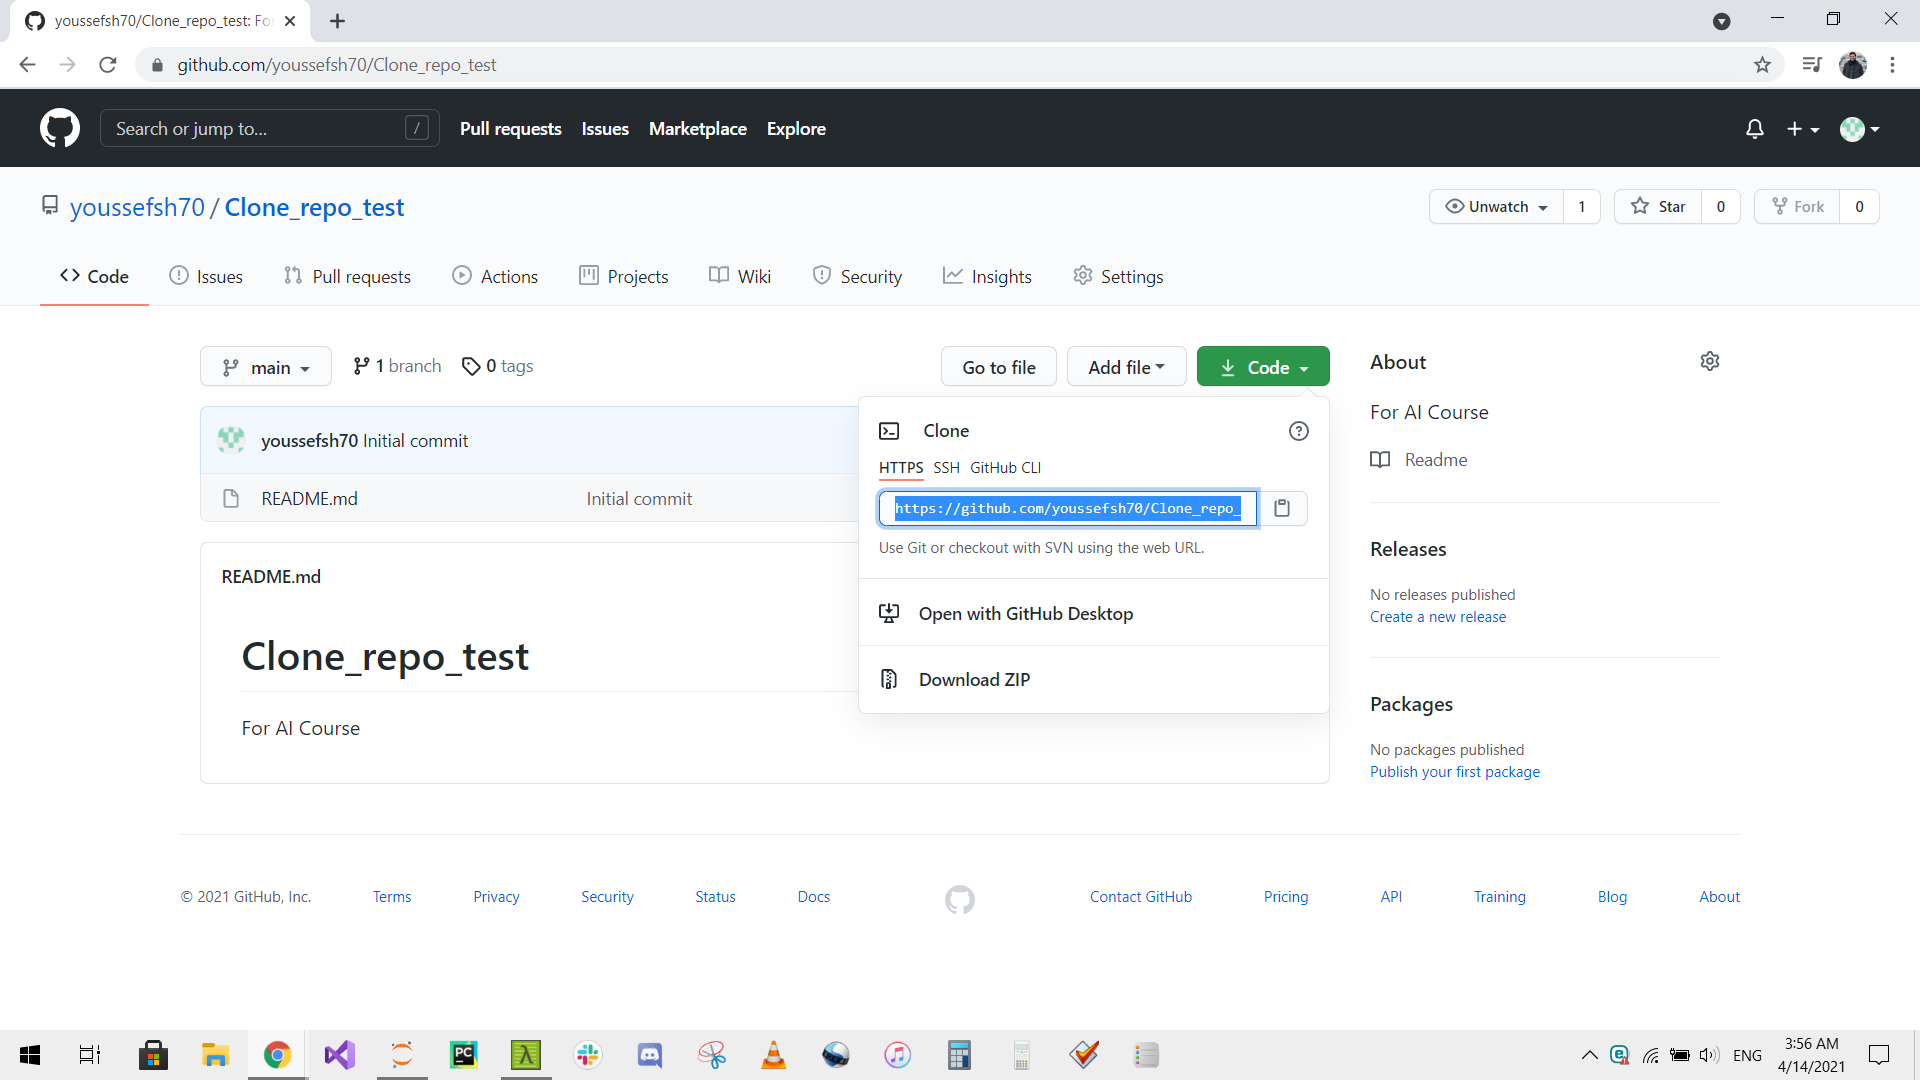 youssefsh70/Clone_repo_test: Fo
github.com/youssefsh70/Clone_repo_test
Search or jump to...
/
Pull requests
Issues
Marketplace
Explore
youssefsh70 / Clone_repo_test
Unwatch
1
Star
0
Fork
0
Code
Issues
Pull requests
Actions
Projects
Wiki
Security
Insights
Settings
main
1 branch
0 tags
Go to file
Add file
Code
About
For AI Course
Readme
youssefsh70 Initial commit
README.md
Initial commit
Clone
HTTPS
SSH
GitHub CLI
https://github.com/youssefsh70/Clone_repo_
Use Git or checkout with SVN using the web URL.
Open with GitHub Desktop
Download ZIP
Releases
No releases published
Create a new release
README.md
Clone_repo_test
For AI Course
Packages
No packages published
Publish your first package
© 2021 GitHub, Inc.
Terms
Privacy
Security
Status
Docs
Contact GitHub
Pricing
API
Training
Blog
About
PC
ENG
3:56 AM
4/14/2021